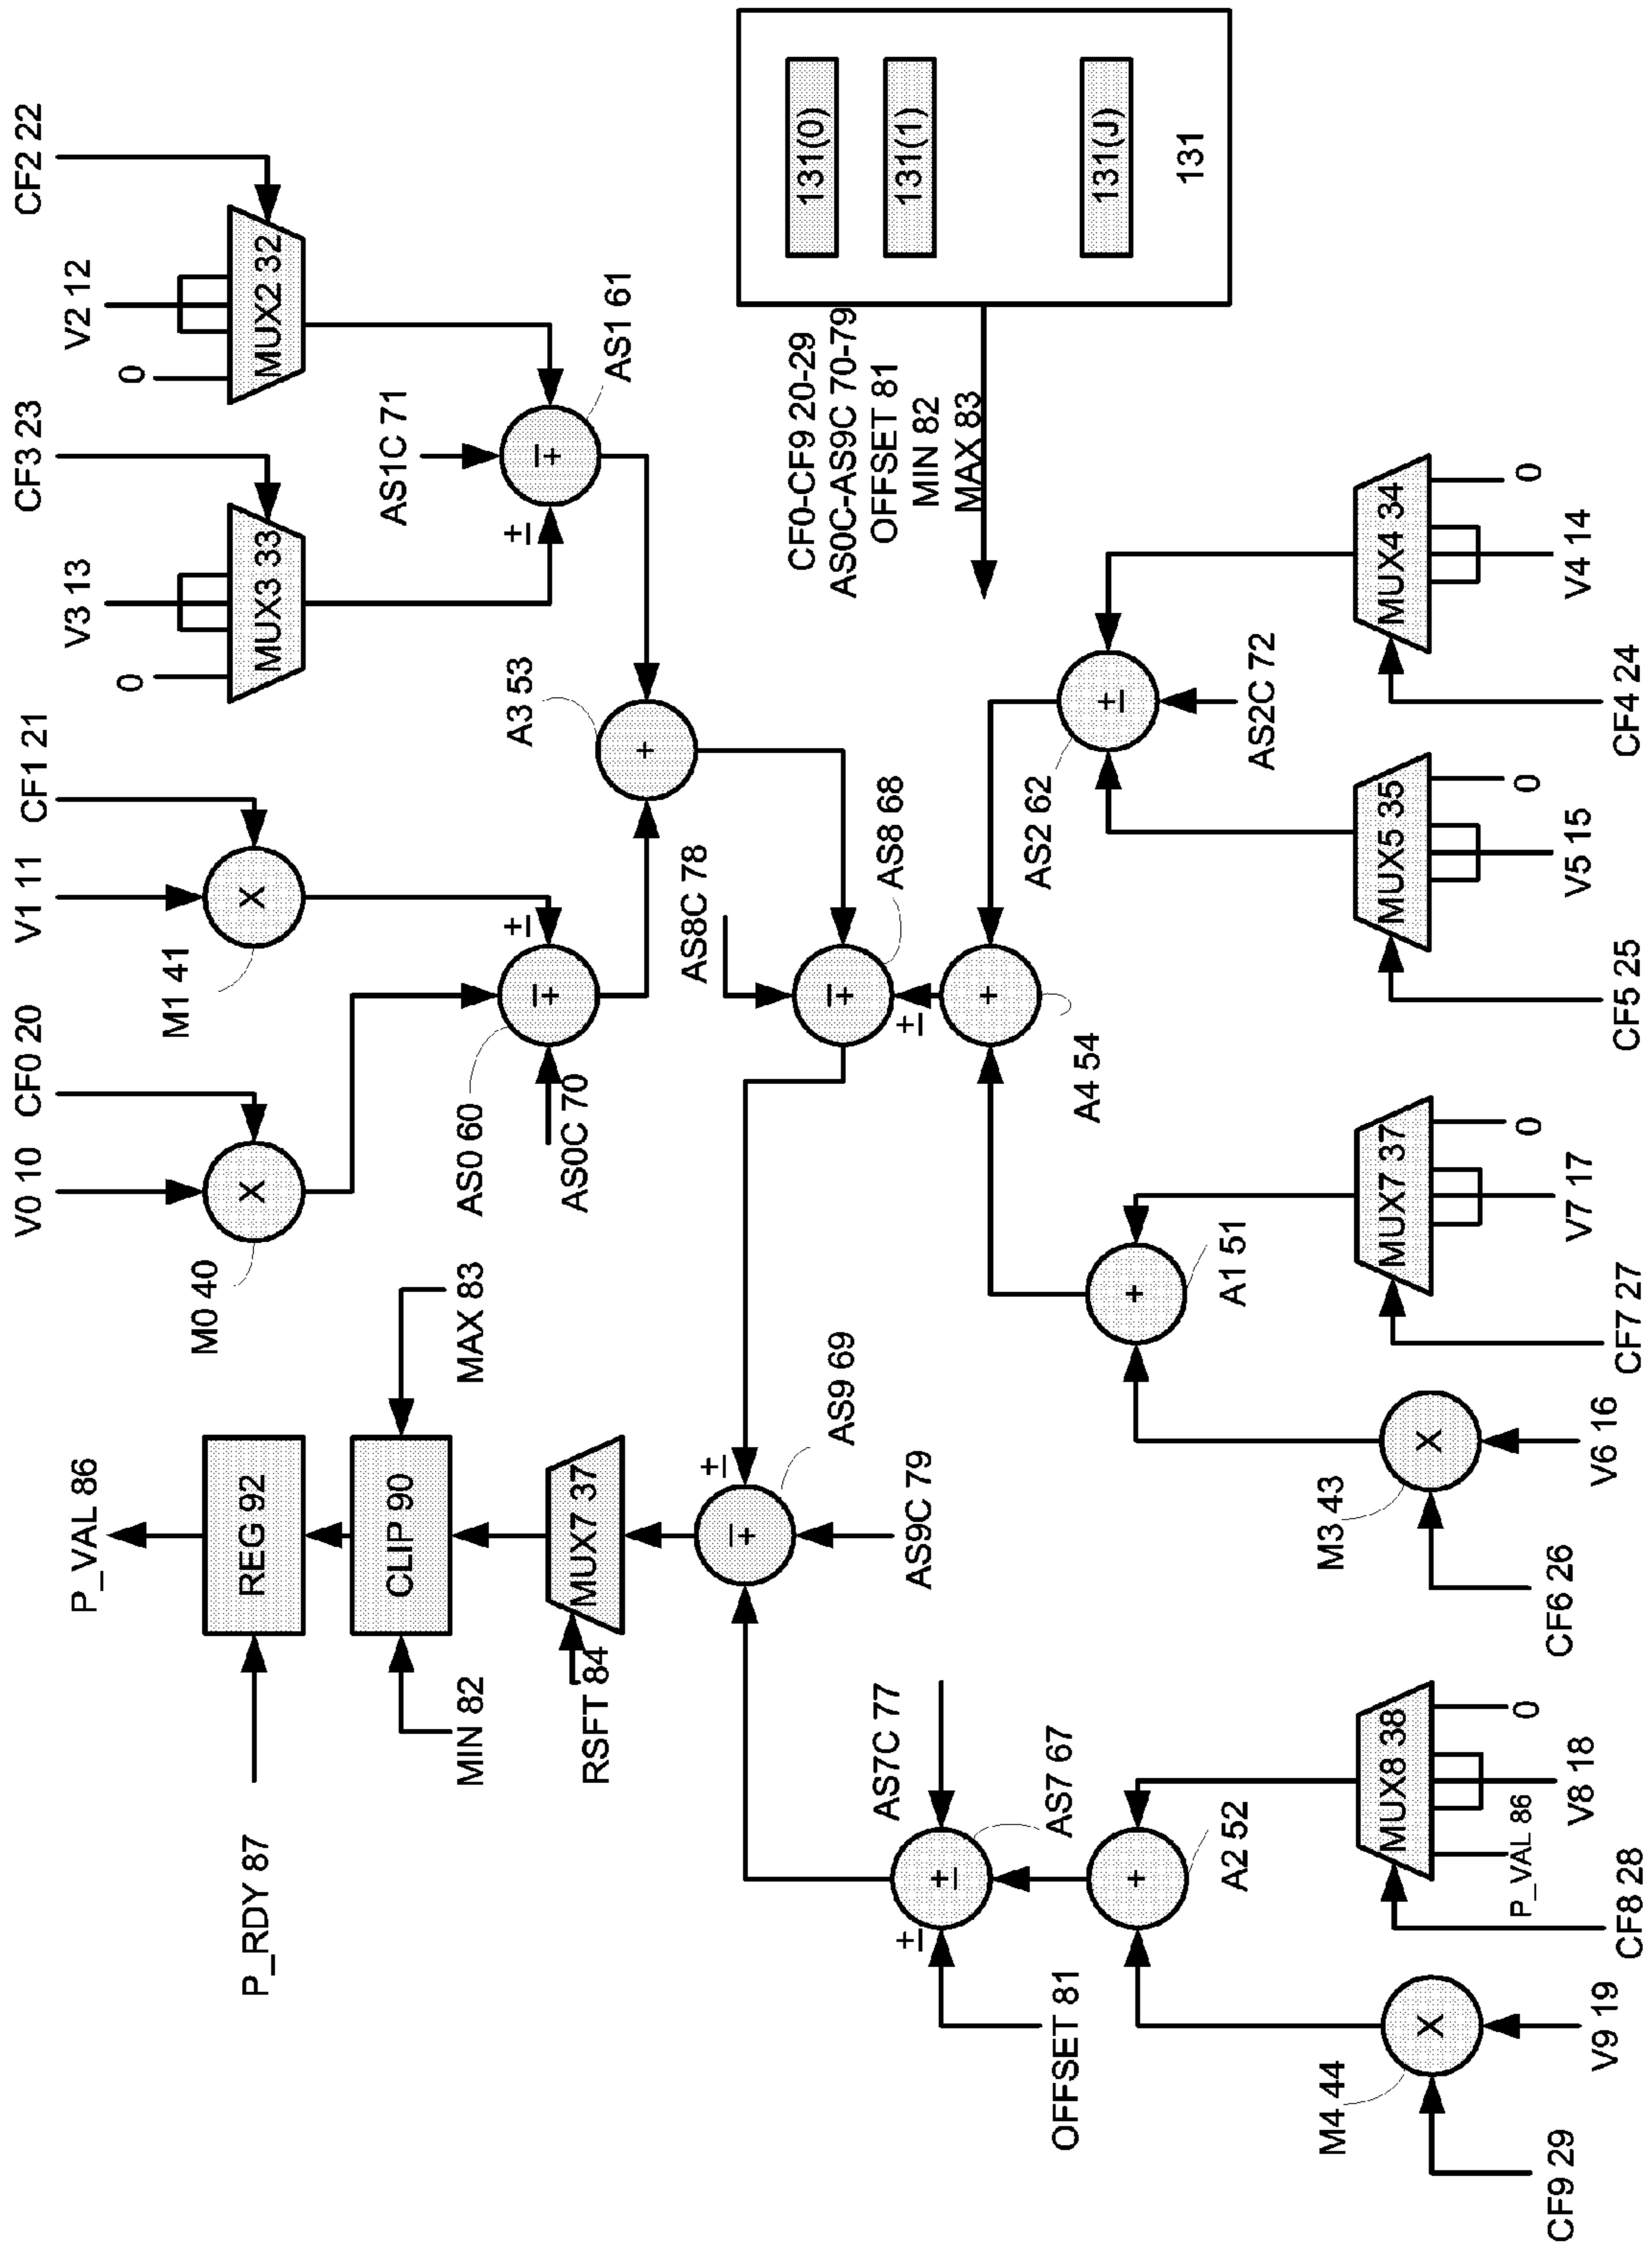 V0 10
CF0 20
V1 11
CF1 21
V3 13
CF3 23
V2 12
CF2 22
0
0
M0 40
X
M1 41
X
MUX3 33
MUX2 32
P_VAL 86
REG 92
P_RDY 87
CLIP 90
MIN 82
MAX 83
MUX7 37
RSFT 84
AS0 60
AS0C 70
±
±
AS1C 71
±
±
AS1 61
A3 53
+
AS8C 78
±
±
AS8 68
AS9 69
±
±
AS9C 79
CF0-CF9 20-29
AS0C-AS9C 70-79
OFFSET 81
MIN 82
MAX 83
131(0)
131(1)
131(J)
131
AS7C 77
±
±
AS7 67
OFFSET 81
A4 54
+
AS2 62
±
AS2C 72
A2 52
+
A1 51
+
M4 44
X
MUX8 38
M3 43
X
MUX7 37
MUX5 35
MUX4 34
CF9 29
V9 19
CF8 28
P_VAL 86
V8 18
0
CF6 26
V6 16
CF7 27
V7 17
0
CF5 25
V5 15
0
CF4 24
V4 14
0